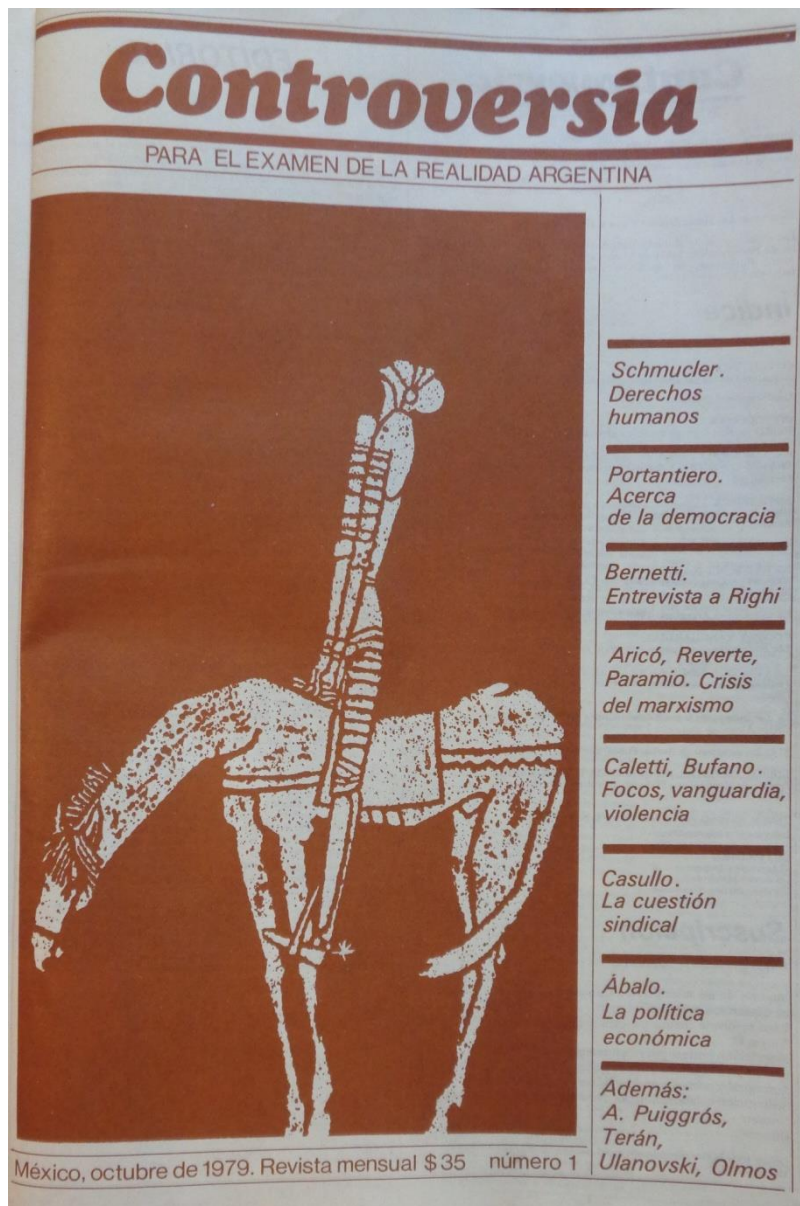 Controversia
PARA EL EXAMEN DE LA REALIDAD ARGENTINA
Schmucler.
Derechos
humanos
Portantiero.
Acerca
de la democracia
Bernetti.
Entrevista a Righi
Aricó, Reverte,
Paramio. Crisis
del marxismo
Caletti, Bufano.
Focos, vanguardia,
violencia
Casullo.
La cuestión
sindical
Ábalo.
La política
económica
Además:
A. Puiggrós,
Terán,
Ulanovski, Olmos
México, octubre de 1979. Revista mensual $35 número 1